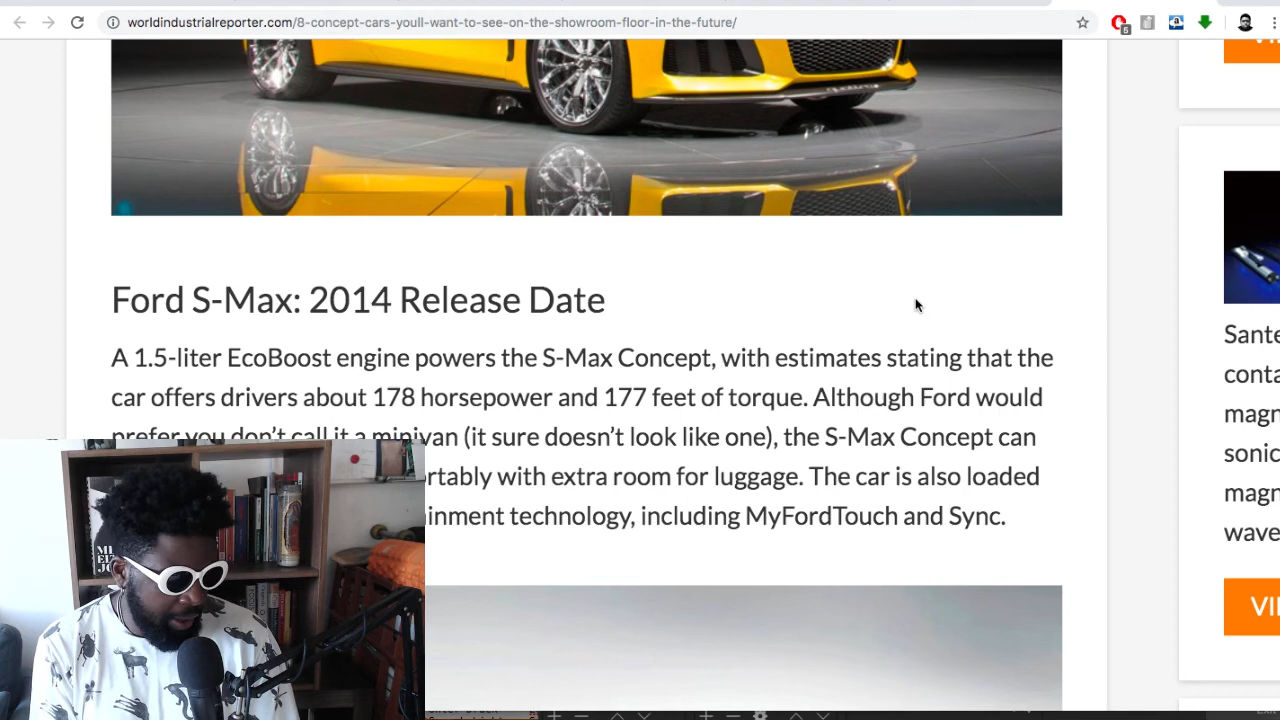 worldindustrialreporter.com/8-concept-cars-youll-want-to-see-on-the-showroom-floor-in-the-future/
5
Ford S-Max: 2014 Release Date
A 1.5-liter EcoBoost engine powers the S-Max Concept, with estimates stating that the
car offers drivers about 178 horsepower and 177 feet of torque. Although Ford would
prefer you don't call it a minivan (it sure doesn't look like one), the S-Max Concept can
ortably with extra room for luggage. The car is also loaded
inment technology, including MyFordTouch and Sync.
Sante
conta
magn
sonic
magn
wave
VI